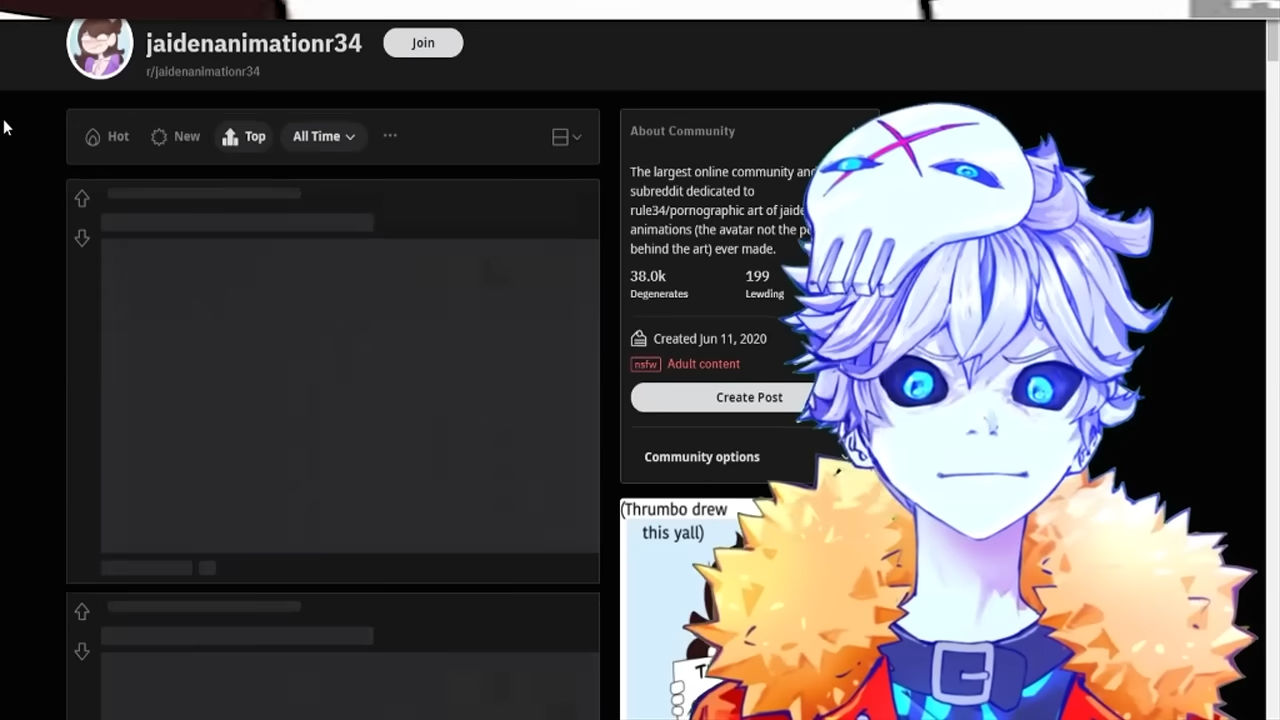 jaidenanimationr34
Join
r/jaidenanimationr34
Hot
New
Top
All Time
About Community
The largest online community and
subreddit dedicated to
rule34/pornographic art of jaide
animations (the avatar not the
behind the art) ever made.
38.0k
199
Degenerates
Lewding
Created Jun 11, 2020
nsfw
Adult content
Create Post
Community options
(Thrumbo drew
this yall)